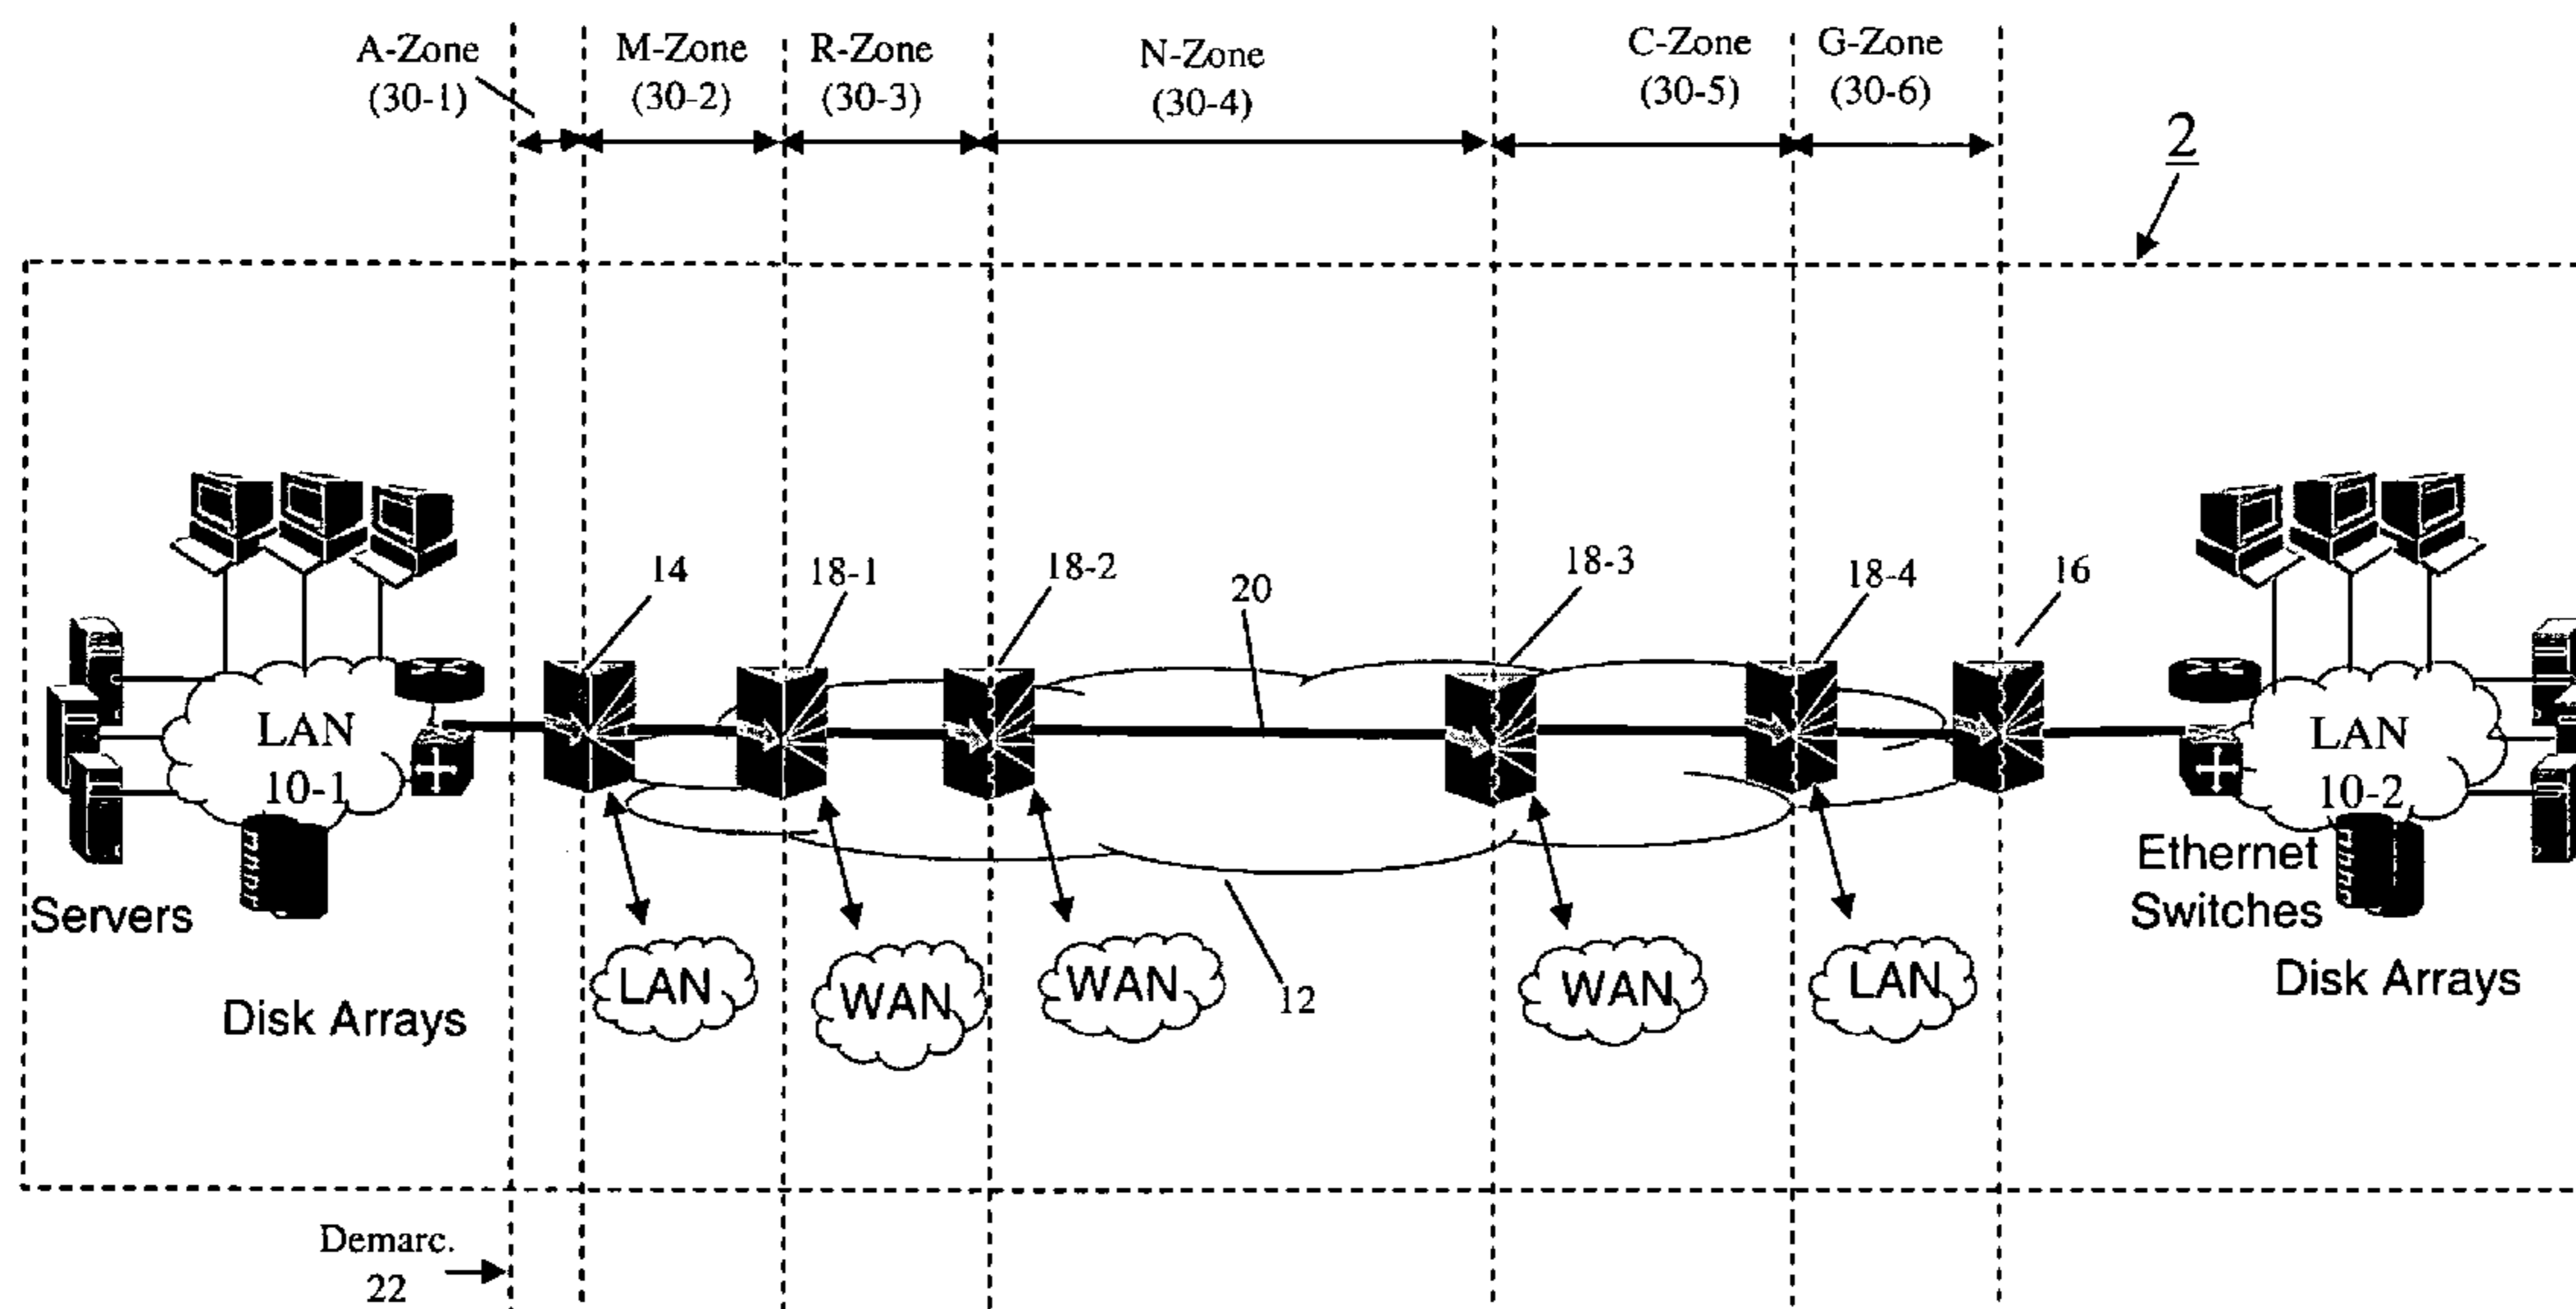 A-Zone
(30-1)
M-Zone
(30-2)
R-Zone
(30-3)
N-Zone
(30-4)
C-Zone
(30-5)
G-Zone
(30-6)
2
14
18-1
18-2
20
18-3
18-4
16
LAN
10-1
LAN
10-2
Servers
Disk Arrays
LAN
WAN
WAN
12
WAN
LAN
Ethernet
Switches
Disk Arrays
Demarc.
22